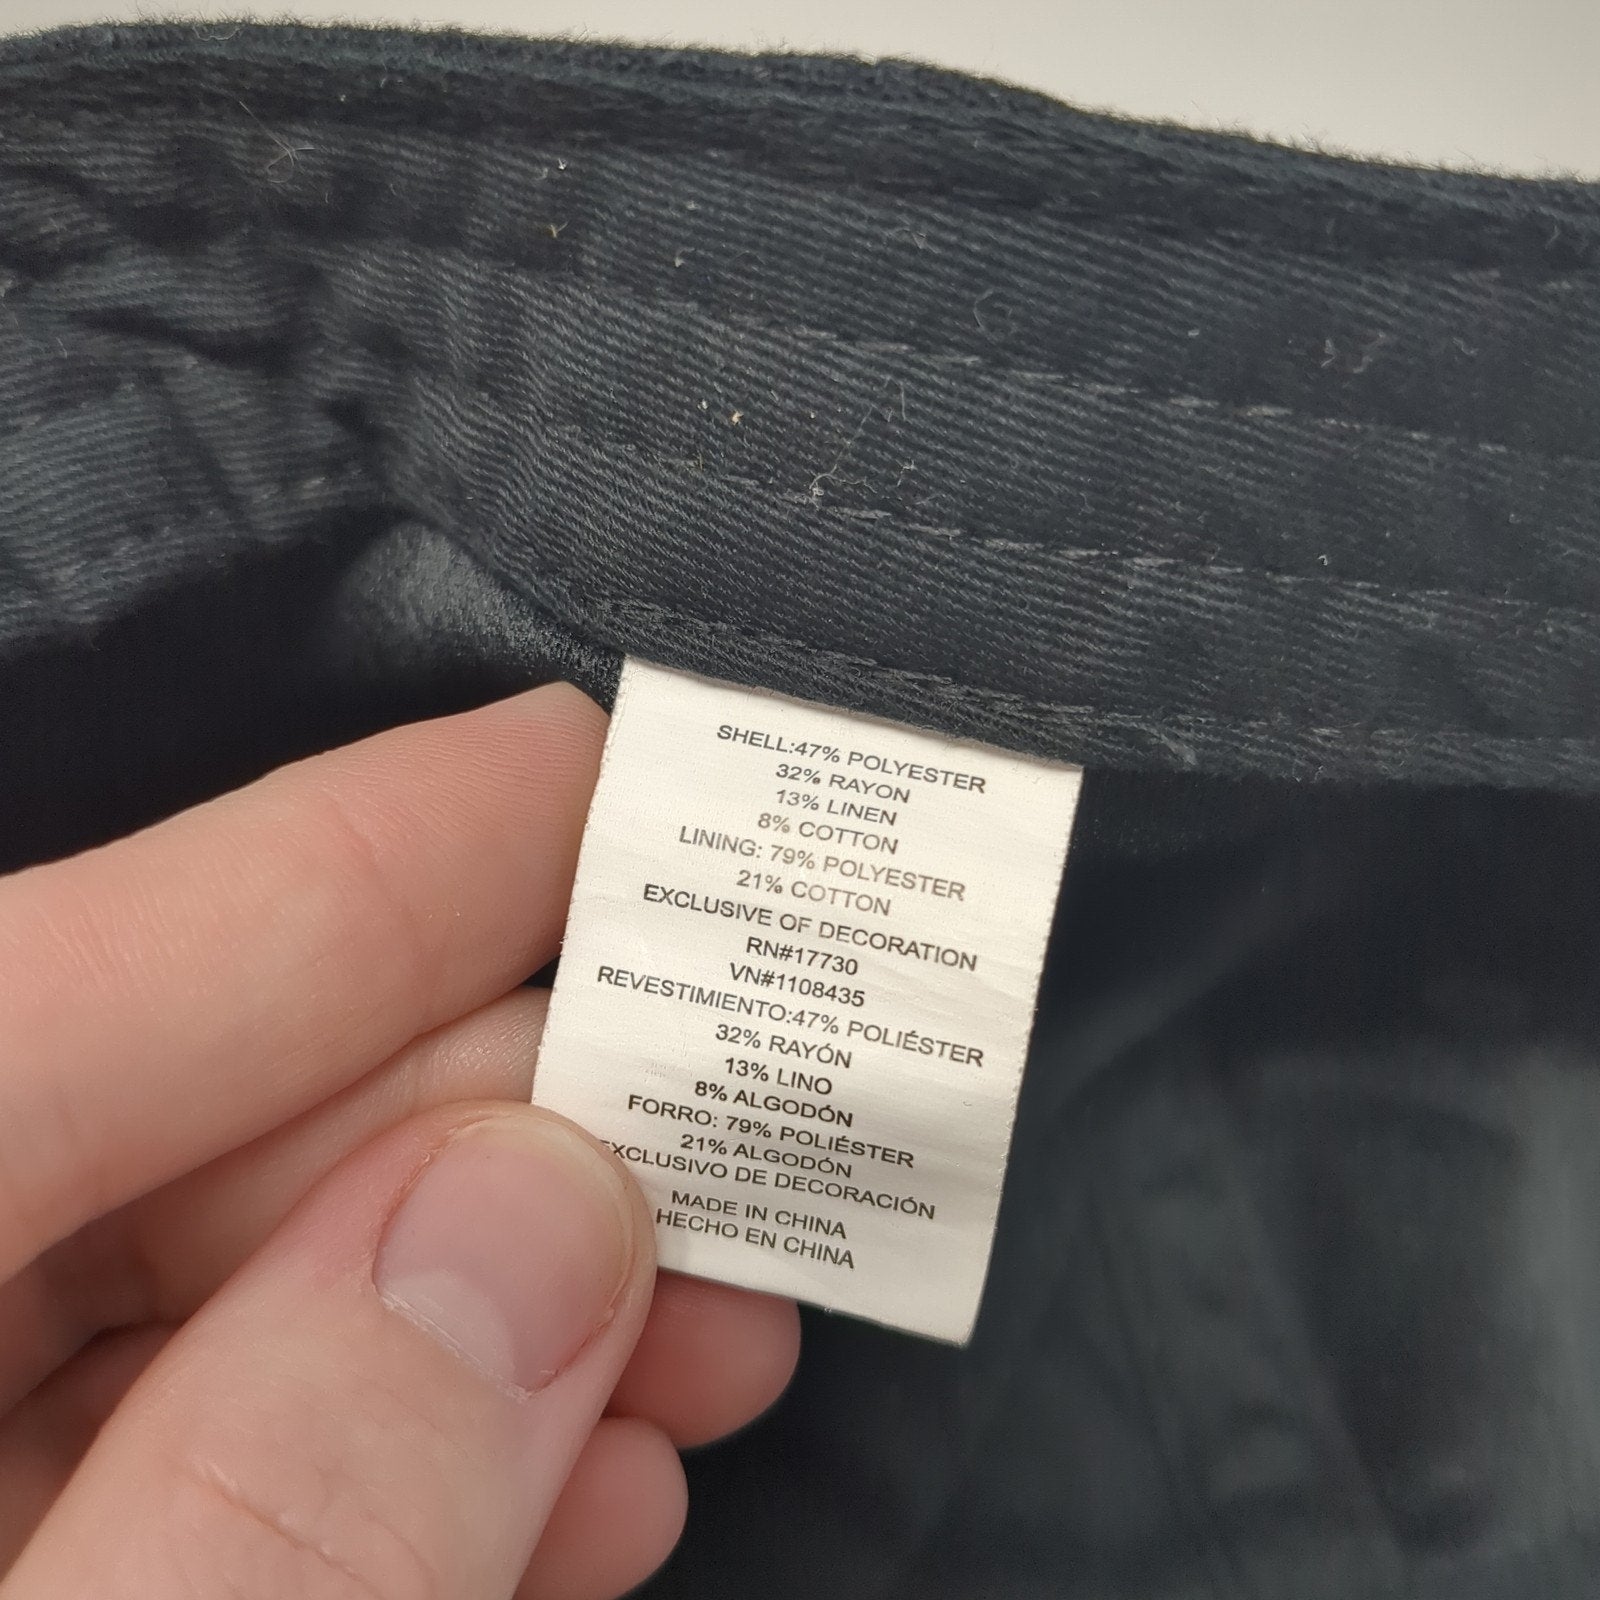 SHELL:47% POLYESTER
32% RAYON
13% LINEN
8% COTTON
LINING: 79% POLYESTER
21% COTTON
EXCLUSIVE OF DECORATION
RN#17730
VN#1108435
REVESTIMIENTO:47% POLIÉSTER
32% RAYÓN
13% LINO
8% ALGODÓN
FORRO: 79% POLIÉSTER
21% ALGODÓN
EXCLUSIVO DE DECORACIÓN
MADE IN CHINA
HECHO EN CHINA